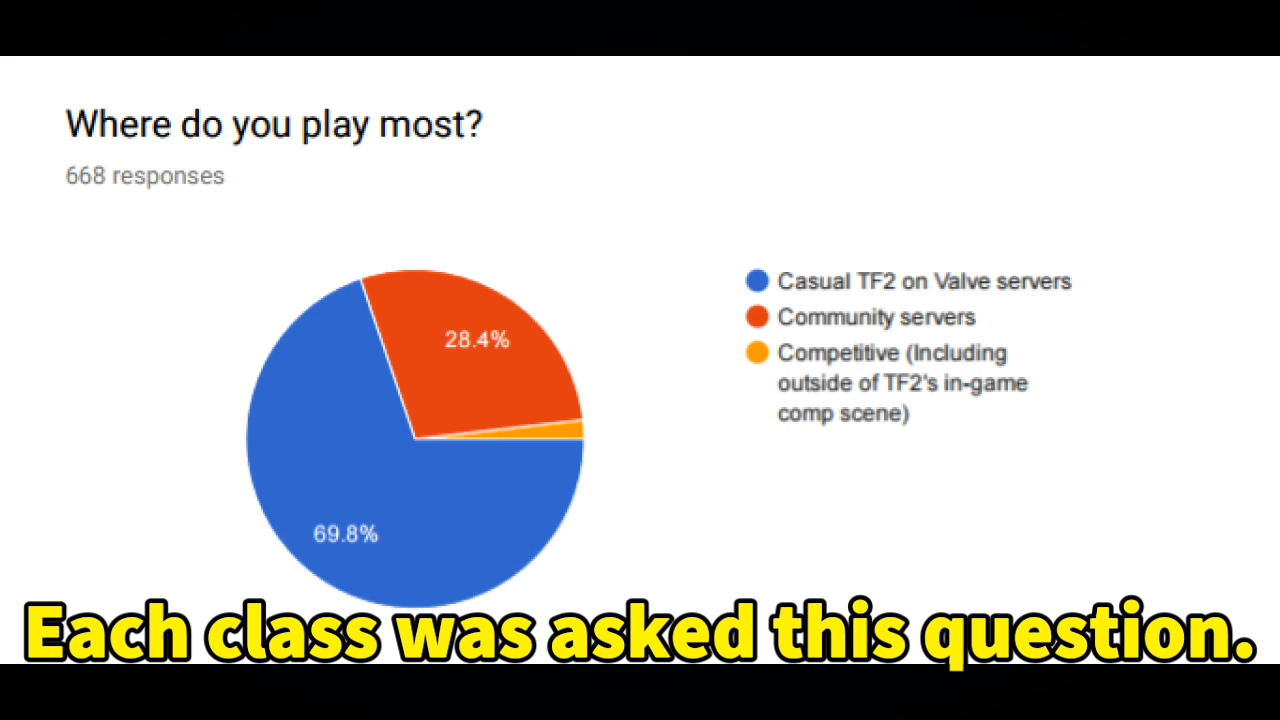 Where do you play most?
668 responses
28.4%
69.8%
Casual TF2 on Valve servers
Community servers
Competitive (Including
outside of TF2's in-game
comp scene)
Each class was asked this question.